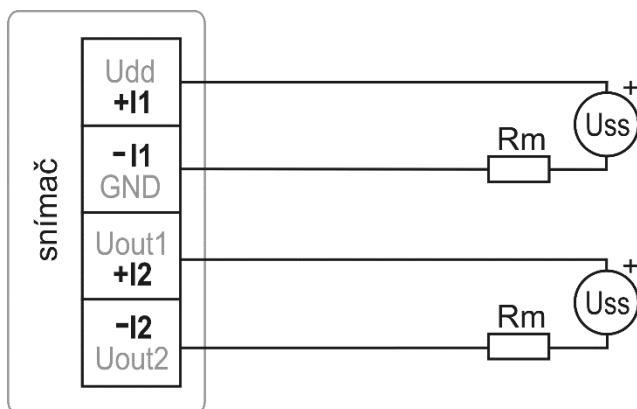 snímač
Udd
+I1
–I1
GND
Uout1
+I2
–I2
Uout2
+
Uss
Rm
+
Uss
Rm